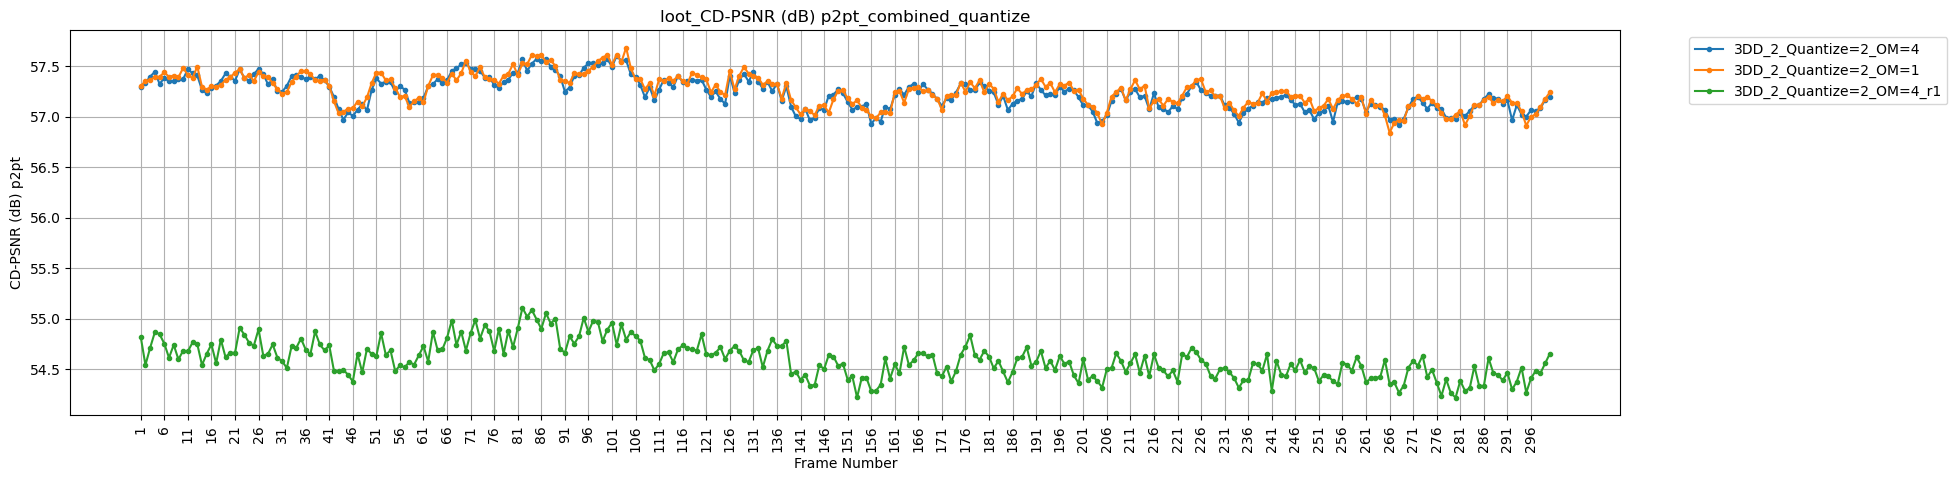 loot_CD-PSNR (dB) p2pt_combined_quantize
CD-PSNR (dB) p2pt
57.5
57.0
56.5
56.0
55.5
55.0
54.5
1 6 11 16 21 26 31 36 41 46 51 56 61 66 71 76 81 86 91 96 101 106 111 116 121 126 131 136 141 146 151 156 161 166 171 176 181 186 191 196 201 206 211 216 221 226 231 236 241 246 251 256 261 266 271 276 281 286 291 296
Frame Number
3DD_2_Quantize=2_OM=4
3DD_2_Quantize=2_OM=1
3DD_2_Quantize=2_OM=4_r1